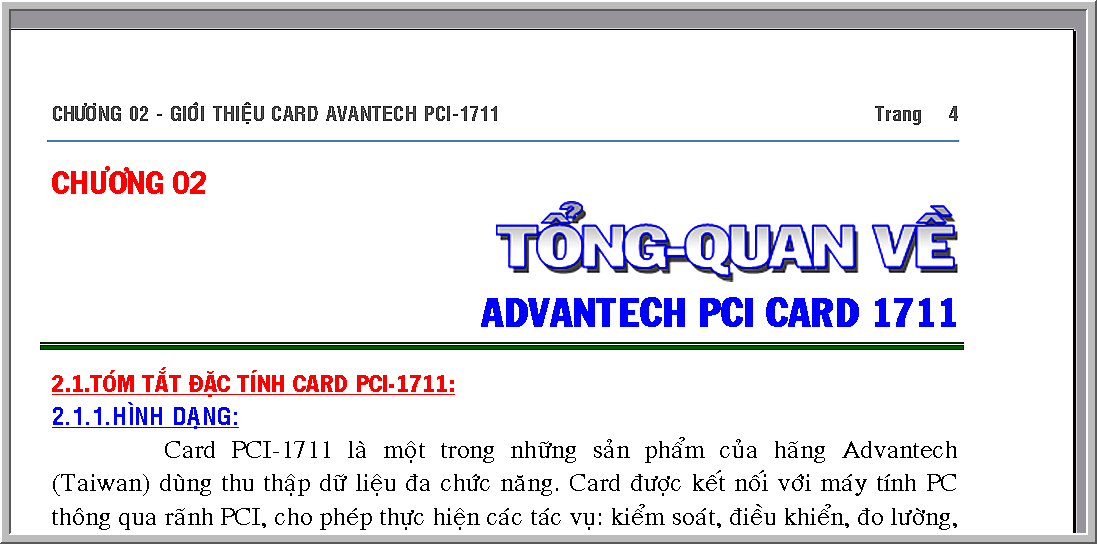 CHƯƠNG 02 - GIỚI THIỆU CARD AVANTECH PCI-1711 Trang 4
CHƯƠNG 02
TỔNG-QUAN VỀ
ADVANTECH PCI CARD 1711
2.1.TÓM TẮT ĐẶC TÍNH CARD PCI-1711:
2.1.1.HÌNH DẠNG:
Card PCI-1711 là một trong những sản phẩm của hãng Advantech
(Taiwan) dùng thu thập dữ liệu đa chức năng. Card được kết nối với máy tính PC
thông qua rãnh PCI, cho phép thực hiện các tác vụ: kiểm soát, điều khiển, đo lường,